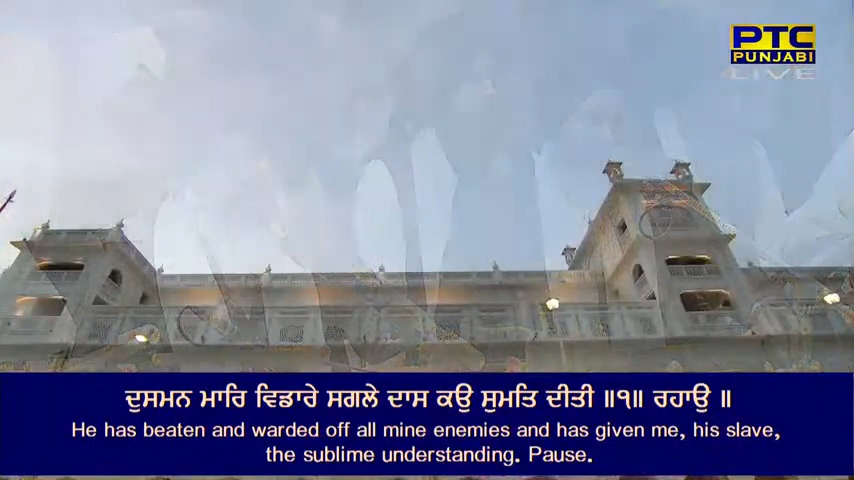 PTC
PUNJABI
LIVE
ਦੁਸਮਨ ਮਾਰਿ ਵਿਡਾਰੇ ਸਗਲੇ ਦਾਸ ਕਉ ਸੁਮਤਿ ਦੀਤੀ ॥੧॥ ਰਹਾਉ ॥
He has beaten and warded off all mine enemies and has given me, his slave,
the sublime understanding. Pause.